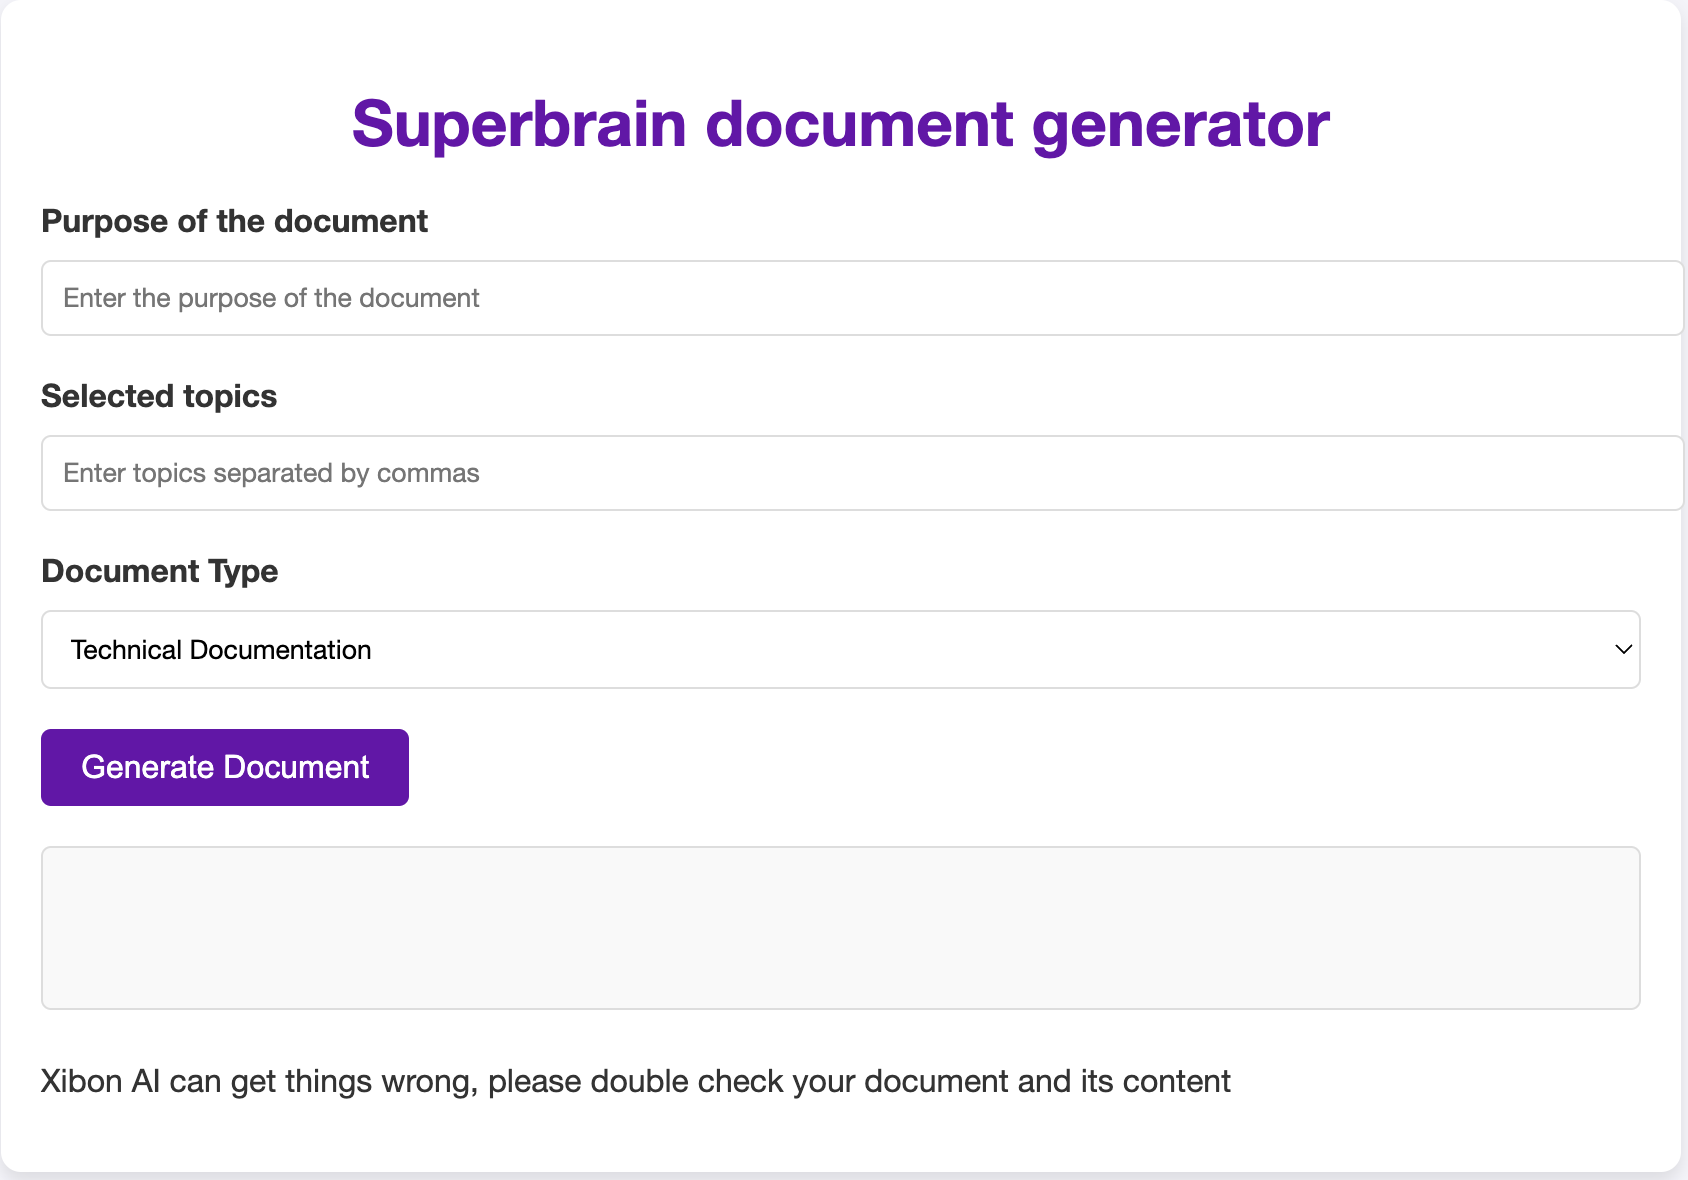 Superbrain document generator
Purpose of the document
Enter the purpose of the document
Selected topics
Enter topics separated by commas
Document Type
Technical Documentation
Generate Document
Xibon AI can get things wrong, please double check your document and its content